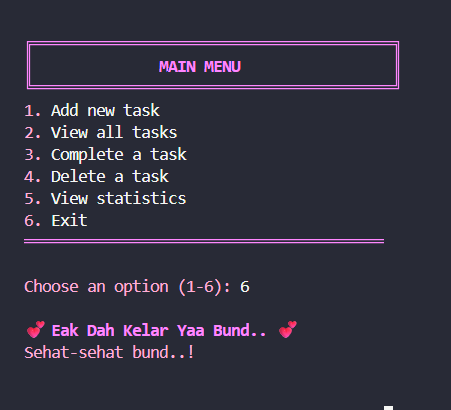 MAIN MENU
1. Add new task
2. View all tasks
3. Complete a task
4. Delete a task
5. View statistics
6. Exit
Choose an option (1-6): 6
💕 Eak Dah Kelar Yaa Bund.. 💕
Sehat-sehat bund..!